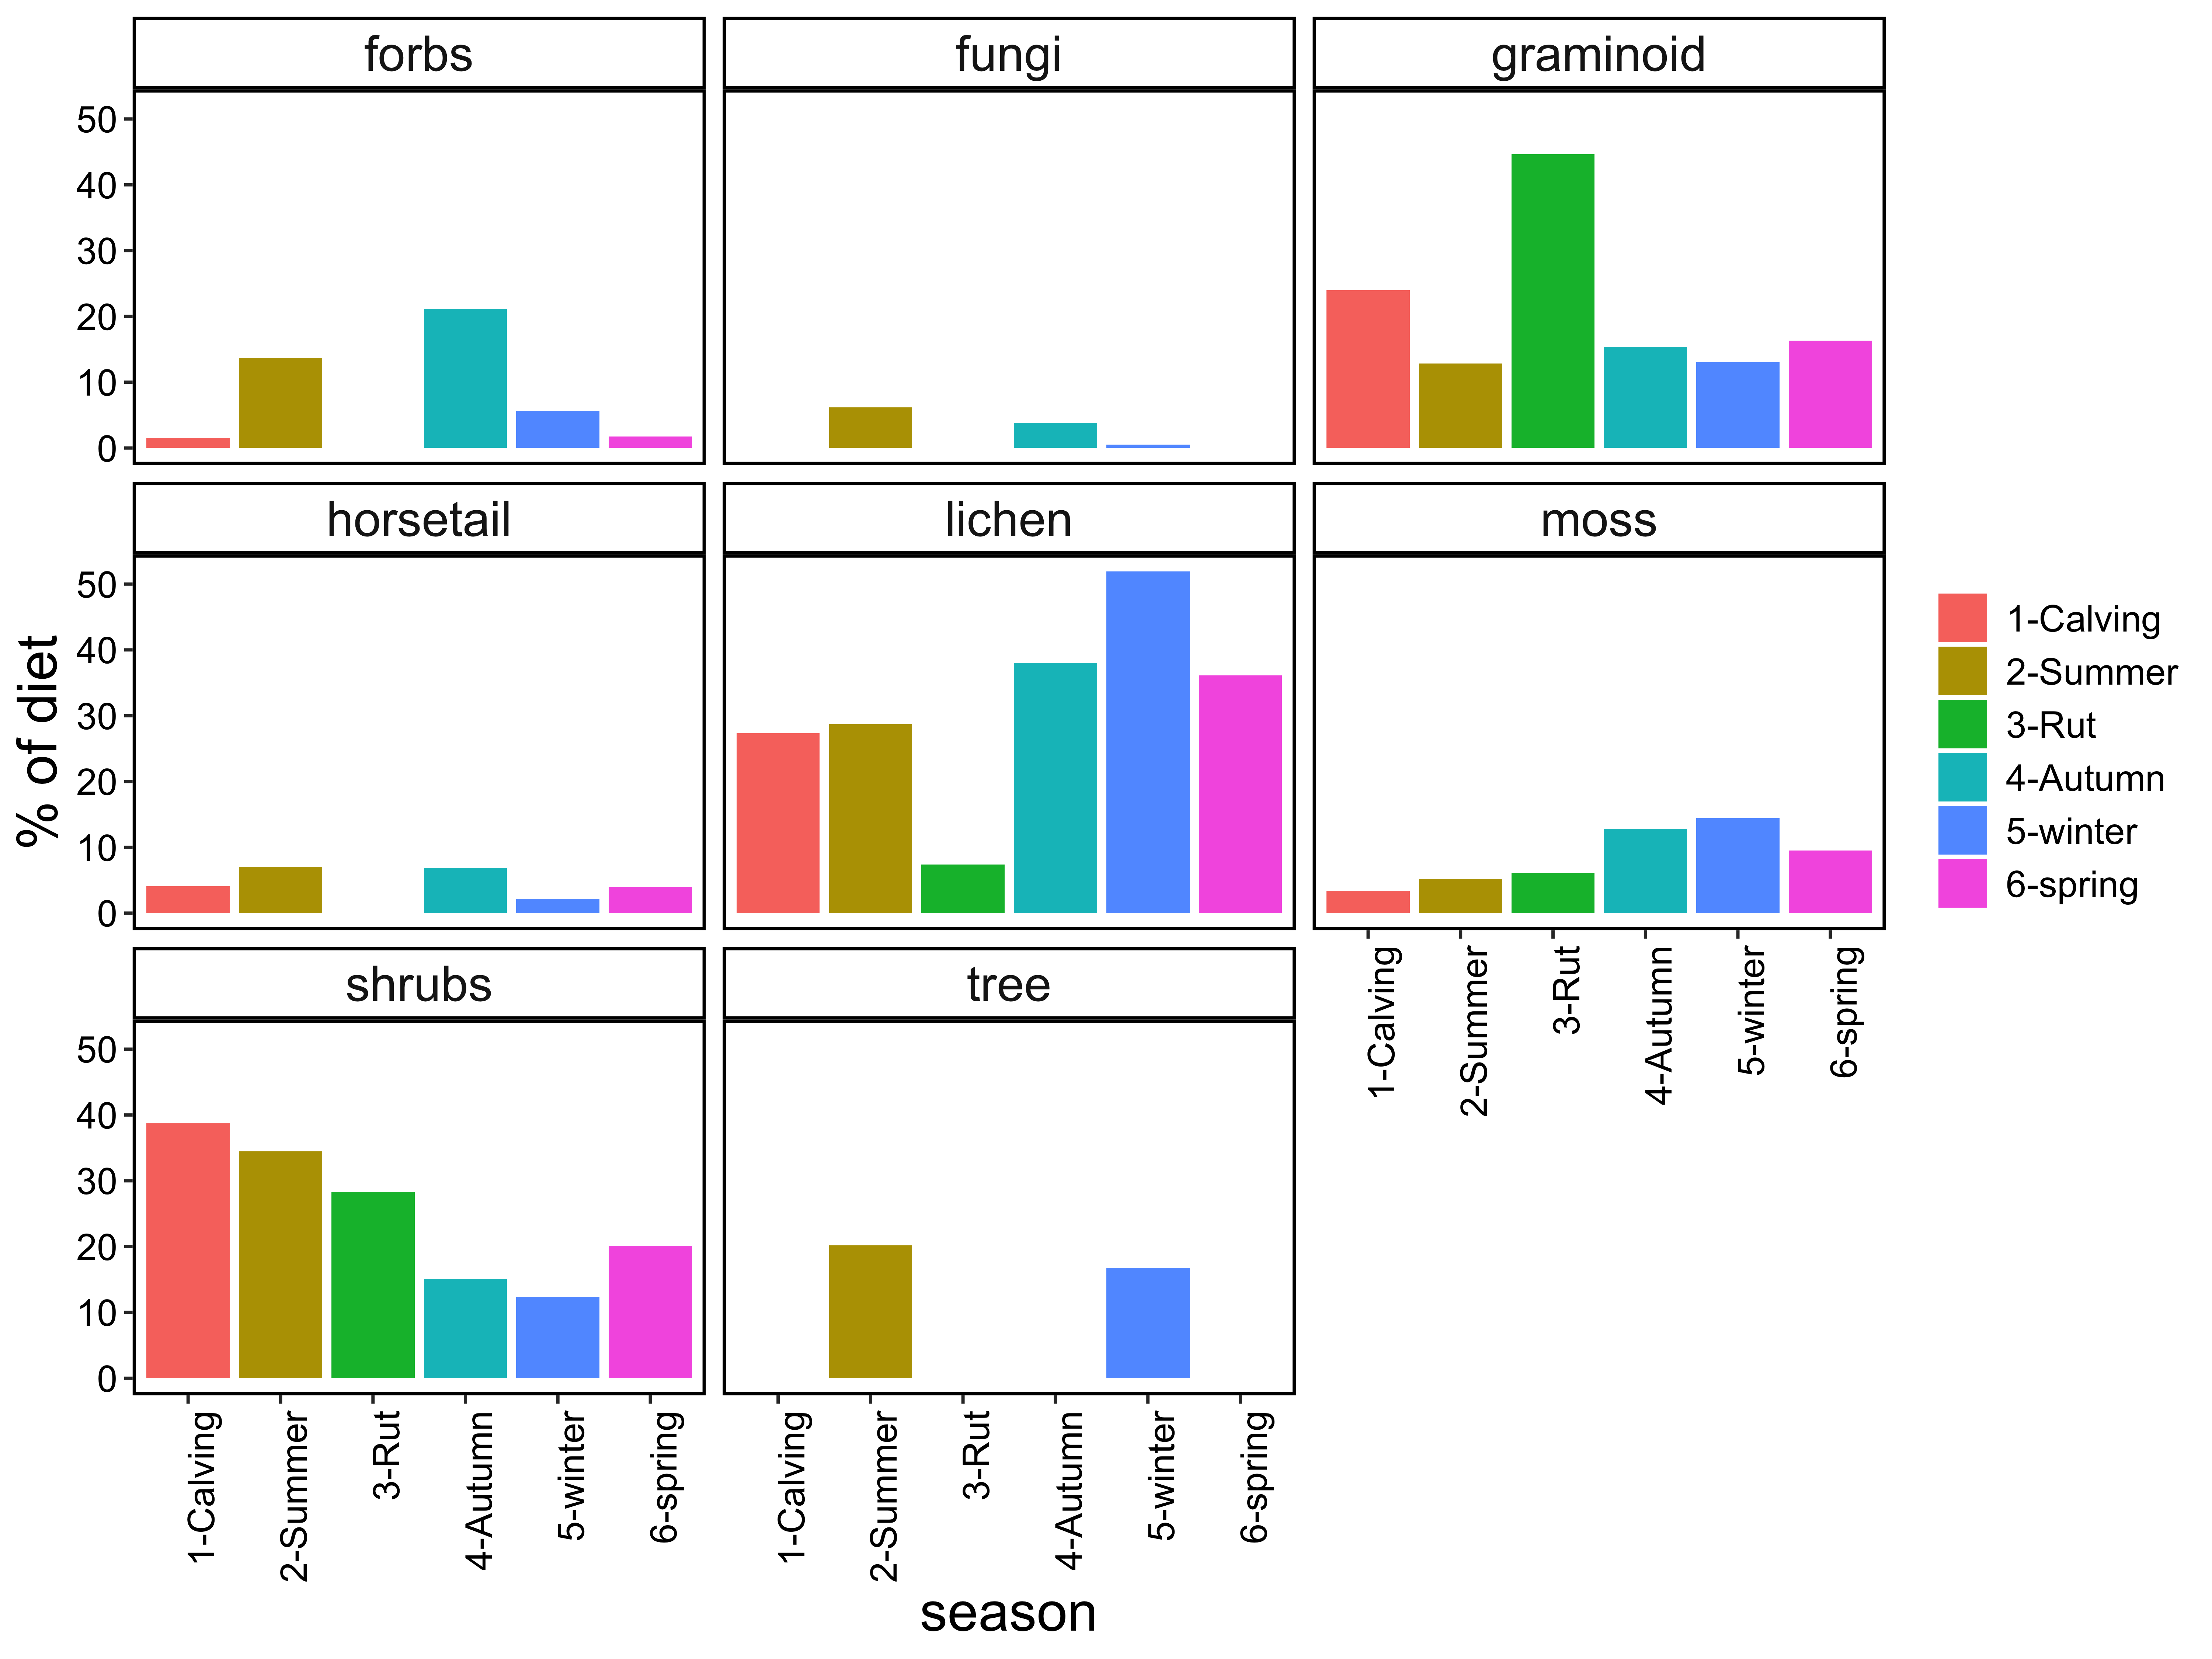 forbs
fungi
graminoid
50
40
30
20
10
0
horsetail
lichen
moss
50
40
30
20
10
0
1-Calving
2-Summer
3-Rut
4-Autumn
5-winter
6-spring
shrubs
tree
50
40
30
20
10
0
1-Calving
2-Summer
3-Rut
4-Autumn
5-winter
6-spring
1-Calving
2-Summer
3-Rut
4-Autumn
5-winter
6-spring
% of diet
season
1-Calving
2-Summer
3-Rut
4-Autumn
5-winter
6-spring